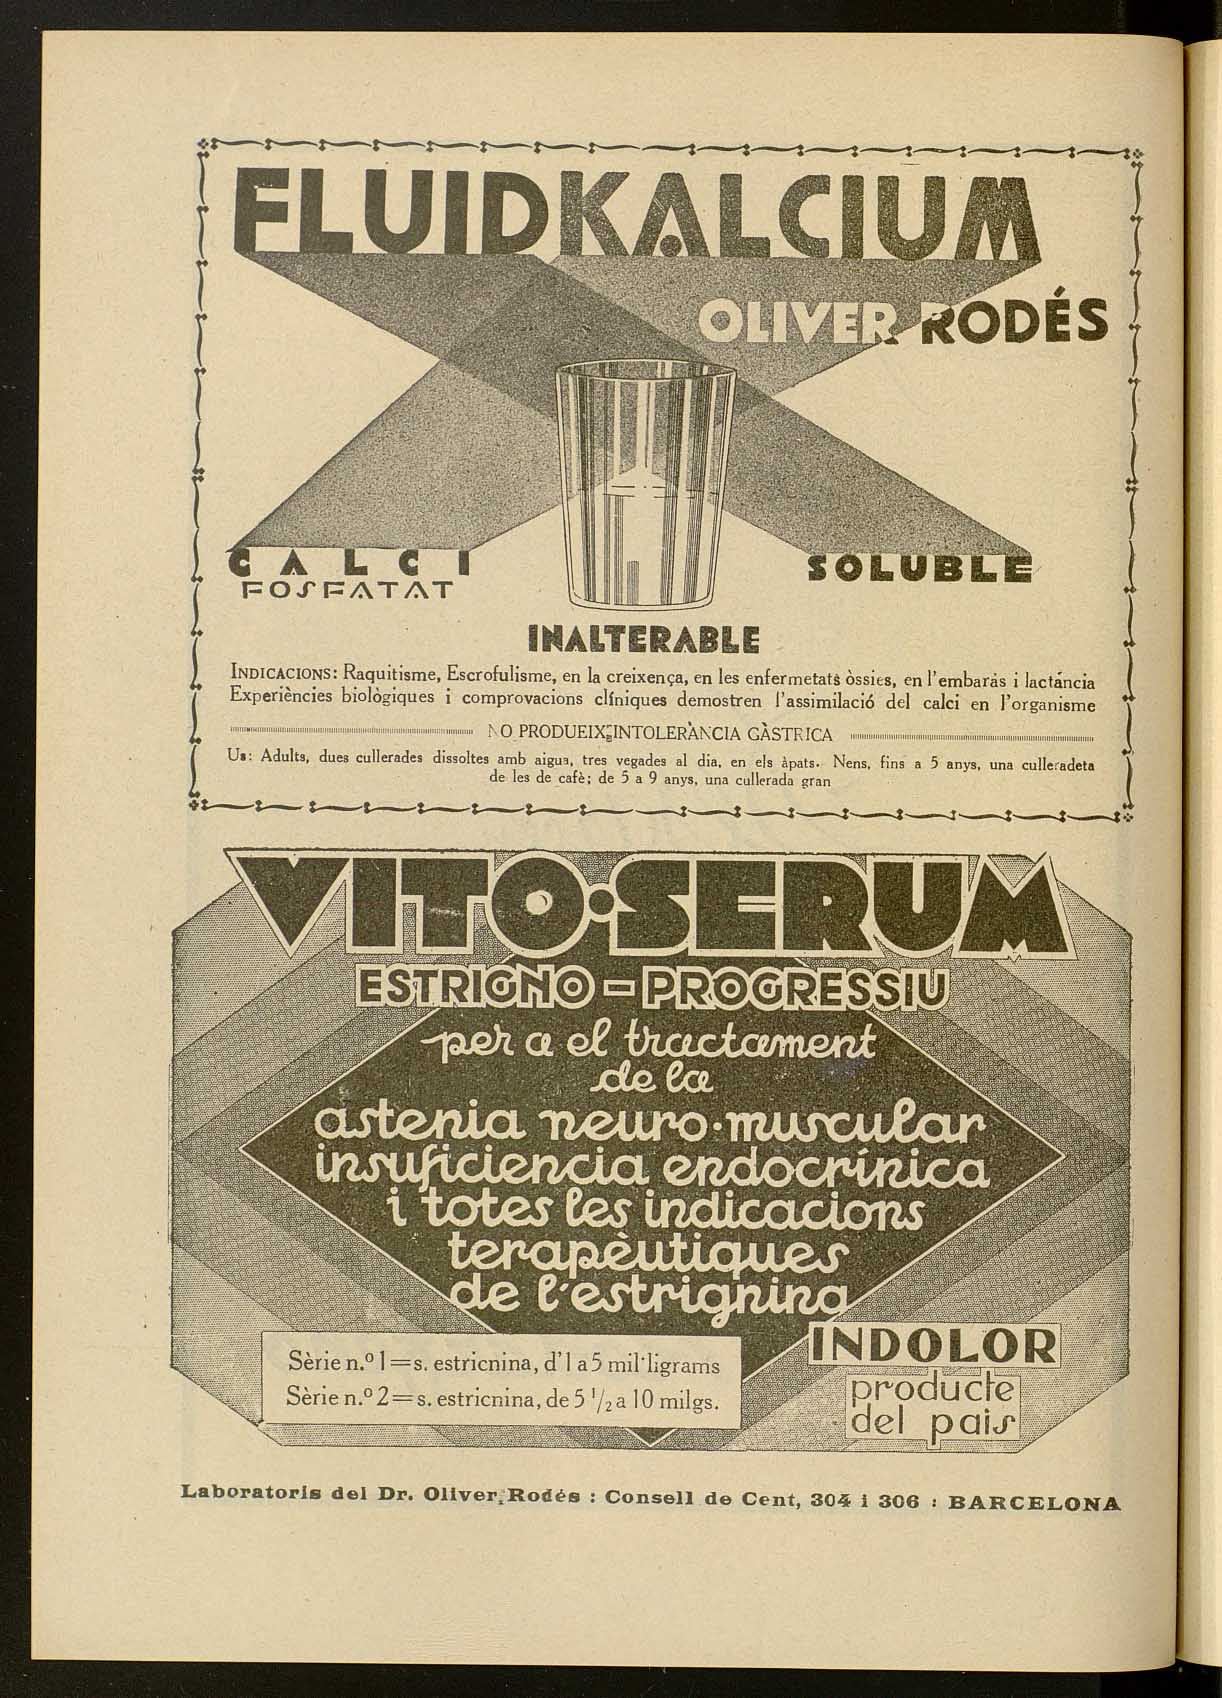 FLUIDKALCIUM
OLIVER RODÉS
CALCI
FOSFATAT
SOLUBLE
INALTERABLE
INDICACIONS: Raquitisme, Escrofulisme, en la creixença, en les enfermetats òssies, en l'embaràs i lactància
Experiències biològiques i comprovacions clíniques demostren l'assimilació del calci en l'organisme
NO PRODUEIX INTOLERÀNCIA GÀSTRICA
Us: Adults, dues cullerades dissoltes amb aigua, tres vegades al dia, en els àpats. Nens, fins a 5 anys, una culleradeta
de les de cafè; de 5 a 9 anys, una cullerada gran
VITO·SERUM
ESTRIGNO-PROGRESSIU
per a el tractament
de la
astenia neuro-muscular
insuficiencia endocrínica
i totes les indicacions
terapèutiques
de l'estrignina
Sèrie n.º 1=s. estricnina, d'1 a 5 mil·ligrams
Sèrie n.º 2=s. estricnina, de 5 1/2 a 10 milgs.
INDOLOR
producte
del pais
Laboratoris del Dr. Oliver Rodés : Consell de Cent, 304 i 306 : BARCELONA